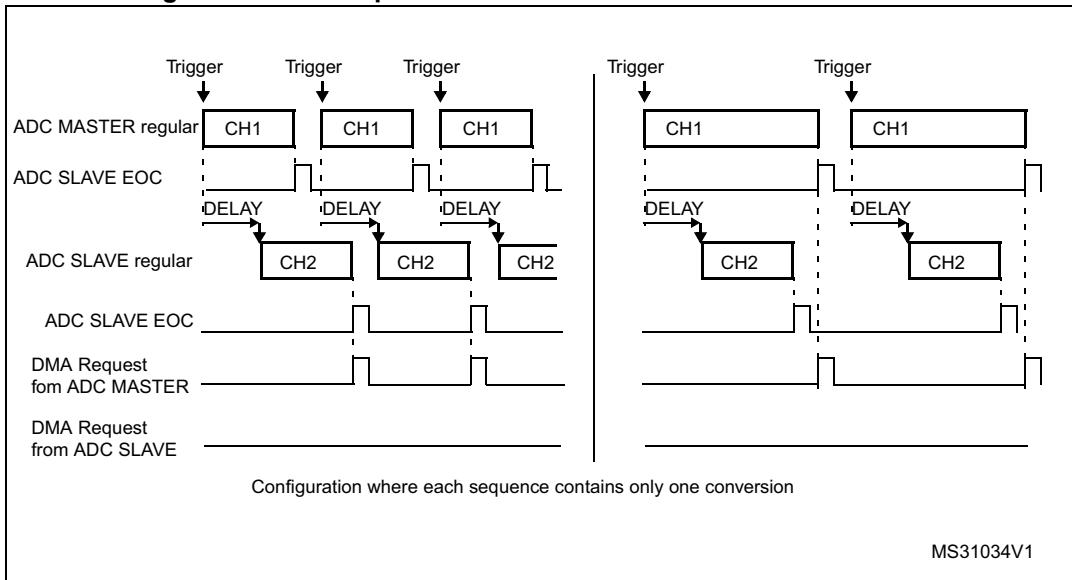 Trigger Trigger Trigger Trigger Trigger
ADC MASTER regular CH1 CH1 CH1 CH1 CH1
ADC SLAVE EOC
DELAY DELAY DELAY DELAY DELAY
ADC SLAVE regular CH2 CH2 CH2 CH2 CH2
ADC SLAVE EOC
DMA Request
fom ADC MASTER
DMA Request
from ADC SLAVE
Configuration where each sequence contains only one conversion
MS31034V1